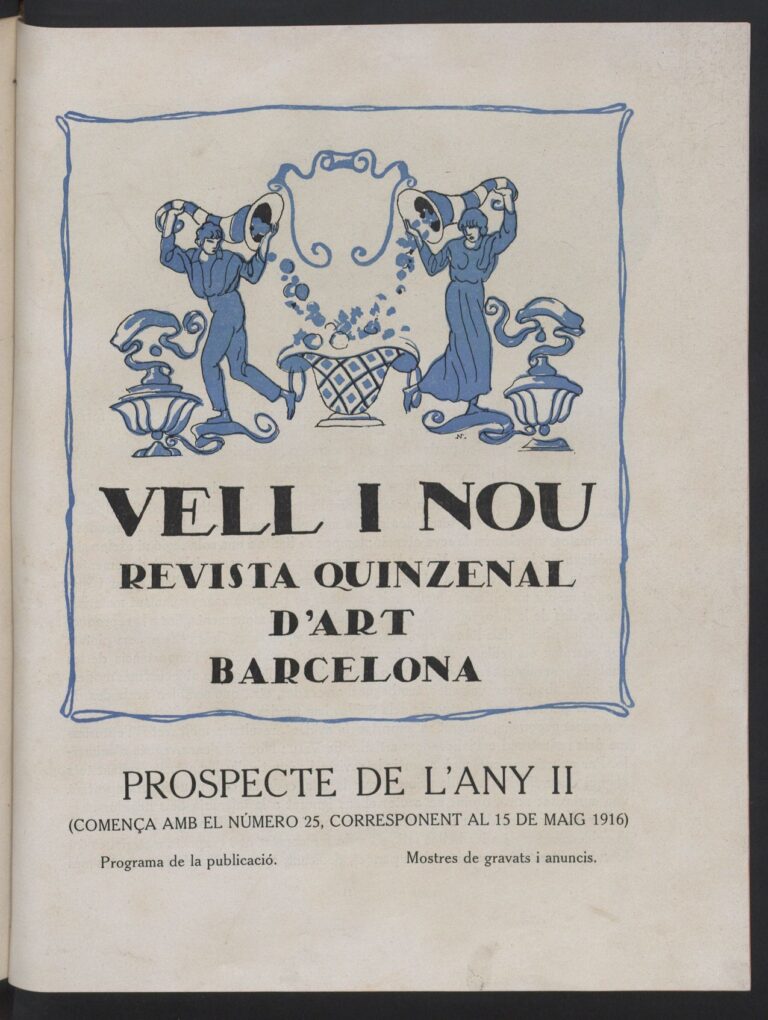 VELL I NOU
REVISTA QUINZENAL
D'ART
BARCELONA
PROSPECTE DE L'ANY II
(COMENÇA AMB EL NÚMERO 25, CORRESPONENT AL 15 DE MAIG 1916)
Programa de la publicació. Mostres de gravats i anuncis.